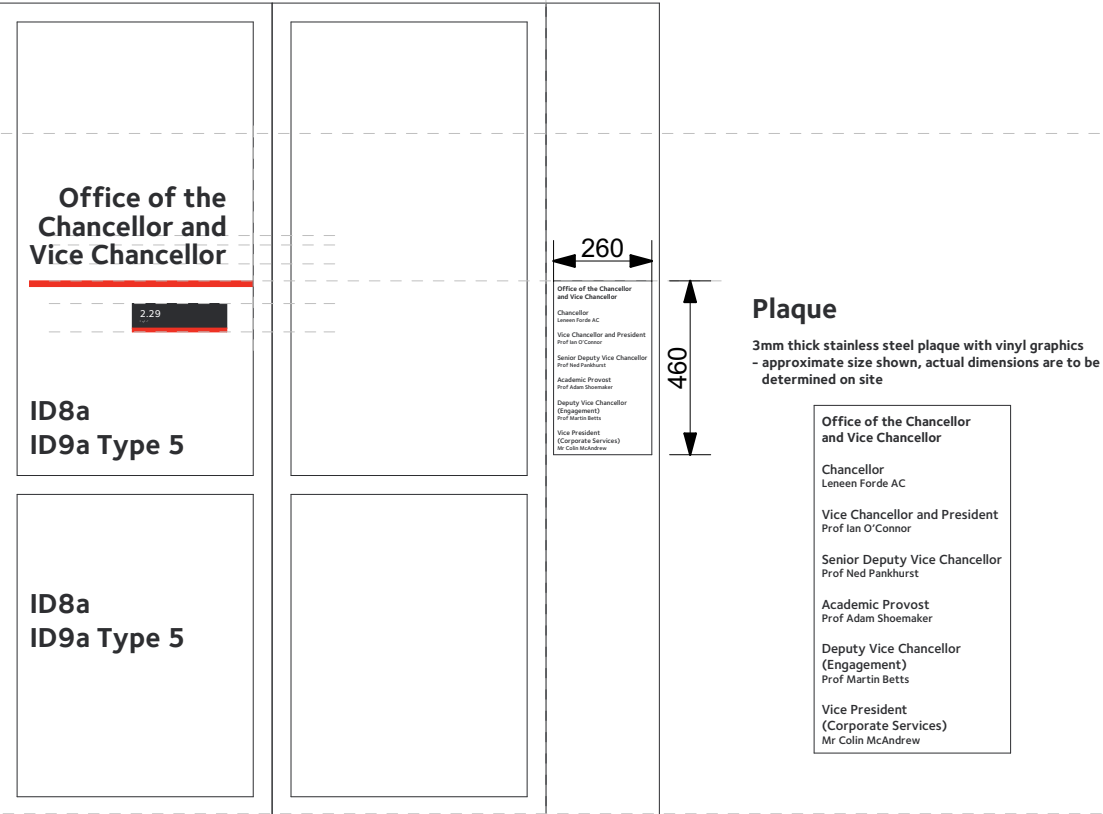 Office of the
Chancellor and
Vice Chancellor
2.29
ID8a
ID9a Type 5
ID8a
ID9a Type 5
260
460
Office of the Chancellor
and Vice Chancellor
Chancellor
Leneen Forde AC
Vice Chancellor and President
Prof Ian O'Connor
Senior Deputy Vice Chancellor
Prof Ned Pankhurst
Academic Provost
Prof Adam Shoemaker
Deputy Vice Chancellor
(Engagement)
Prof Martin Betts
Vice President
(Corporate Services)
Mr Colin McAndrew
Plaque
3mm thick stainless steel plaque with vinyl graphics
– approximate size shown, actual dimensions are to be
determined on site
Office of the Chancellor
and Vice Chancellor
Chancellor
Leneen Forde AC
Vice Chancellor and President
Prof Ian O'Connor
Senior Deputy Vice Chancellor
Prof Ned Pankhurst
Academic Provost
Prof Adam Shoemaker
Deputy Vice Chancellor
(Engagement)
Prof Martin Betts
Vice President
(Corporate Services)
Mr Colin McAndrew